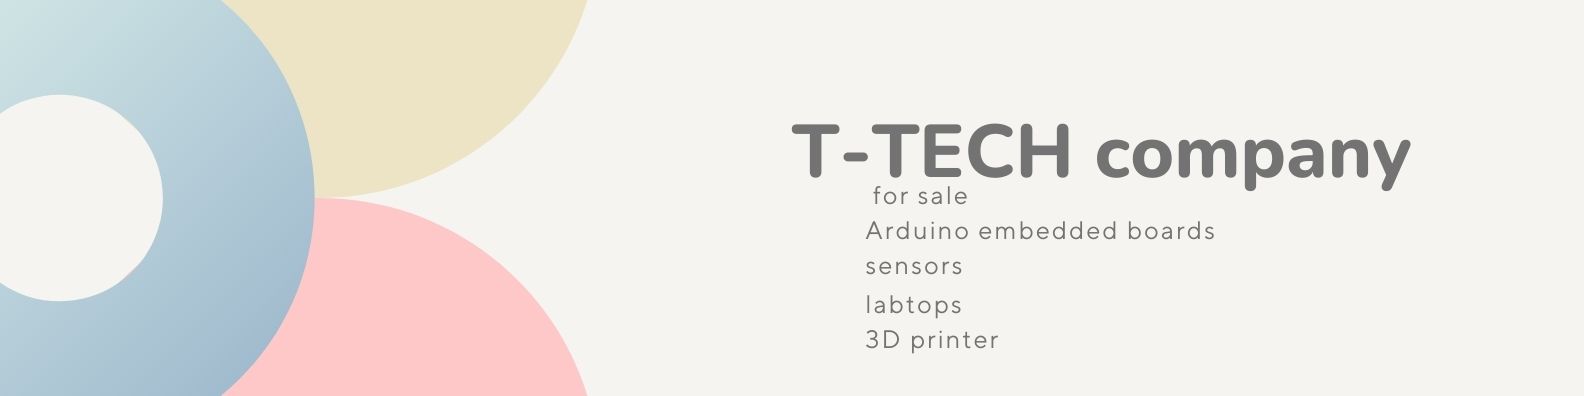 T-TECH company
for sale
Arduino embedded boards
sensors
labtops
3D printer